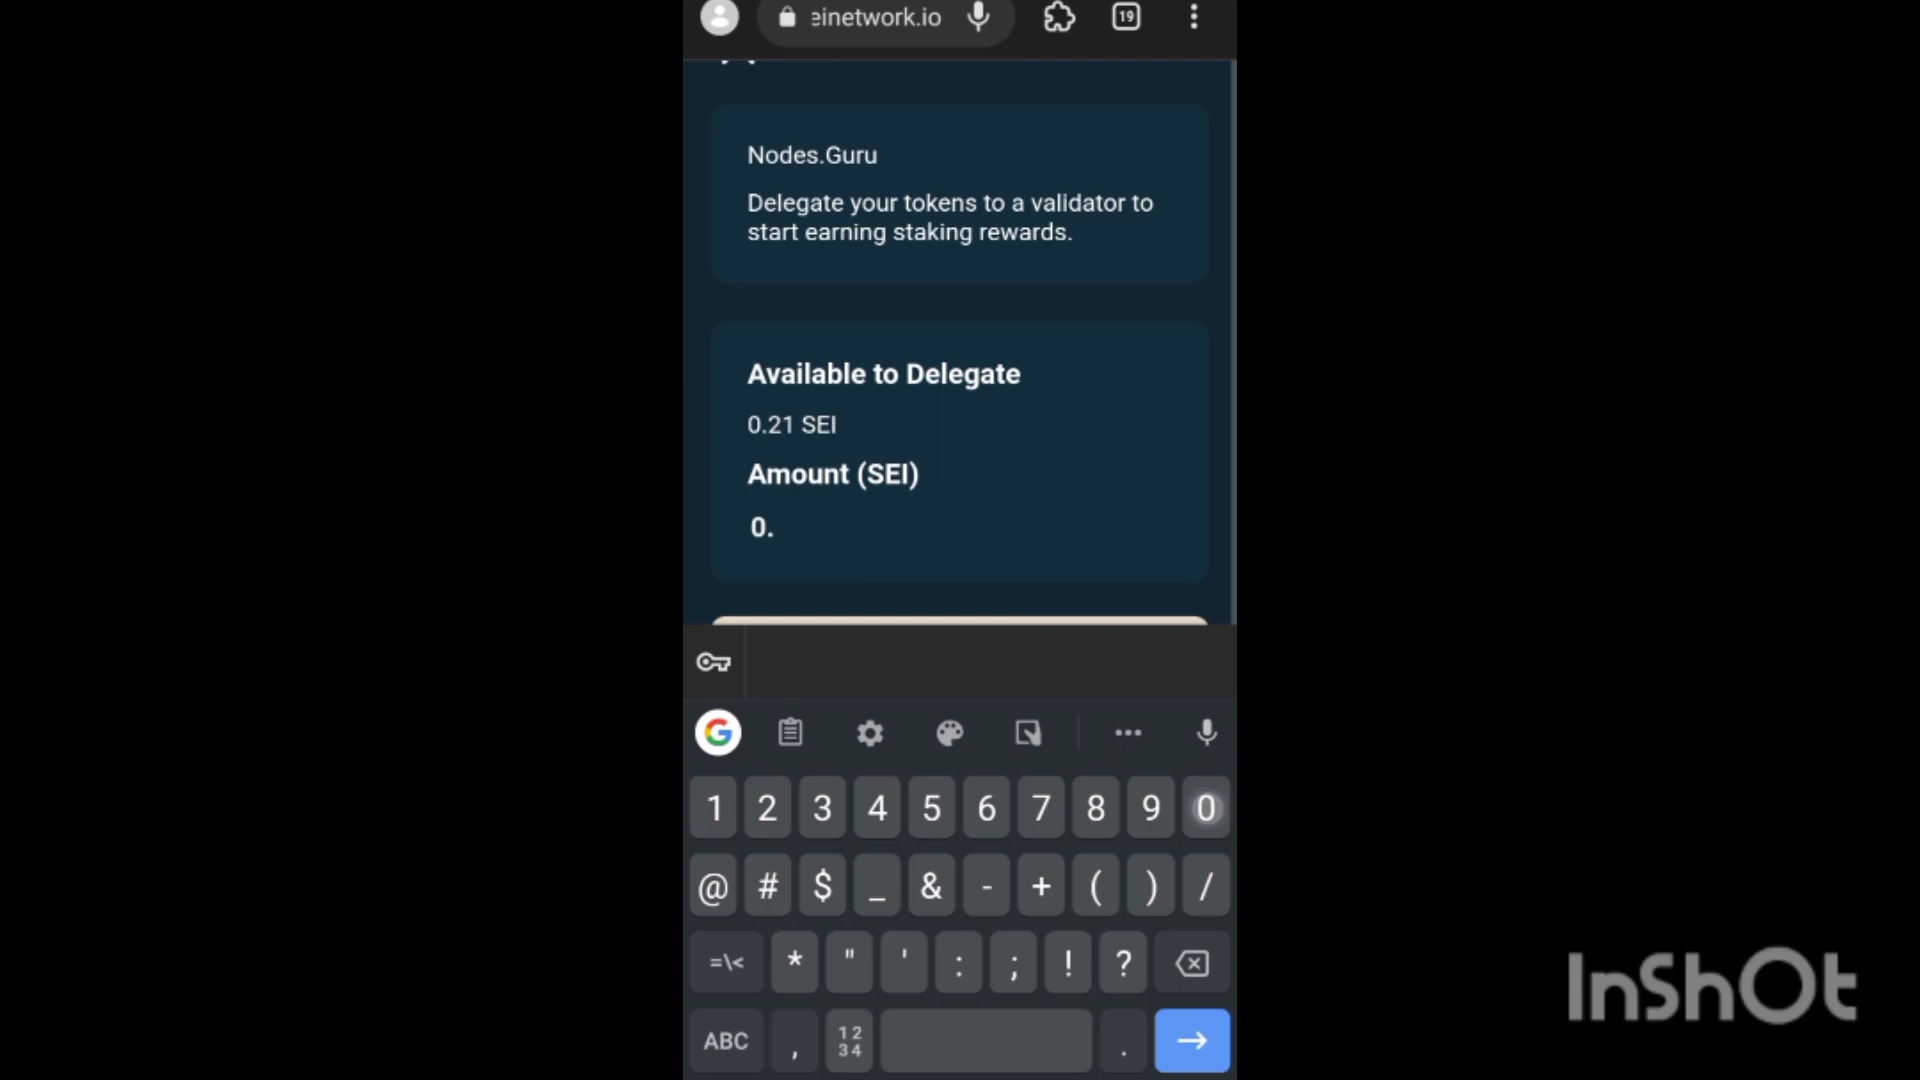 einetwork.io
19
Nodes.Guru
Delegate your tokens to a validator to
start earning staking rewards.
Available to Delegate
0.21 SEI
Amount (SEI)
0.
1 2 3 4 5 6 7 8 9 0
@ # $ _ & - + ( ) /
=\< * " ' : ; ! ?
ABC , 12 34 .
InShOt